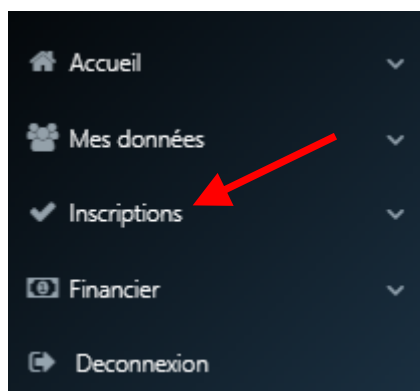 Accueil
Mes données
Inscriptions
Financier
Deconnexion